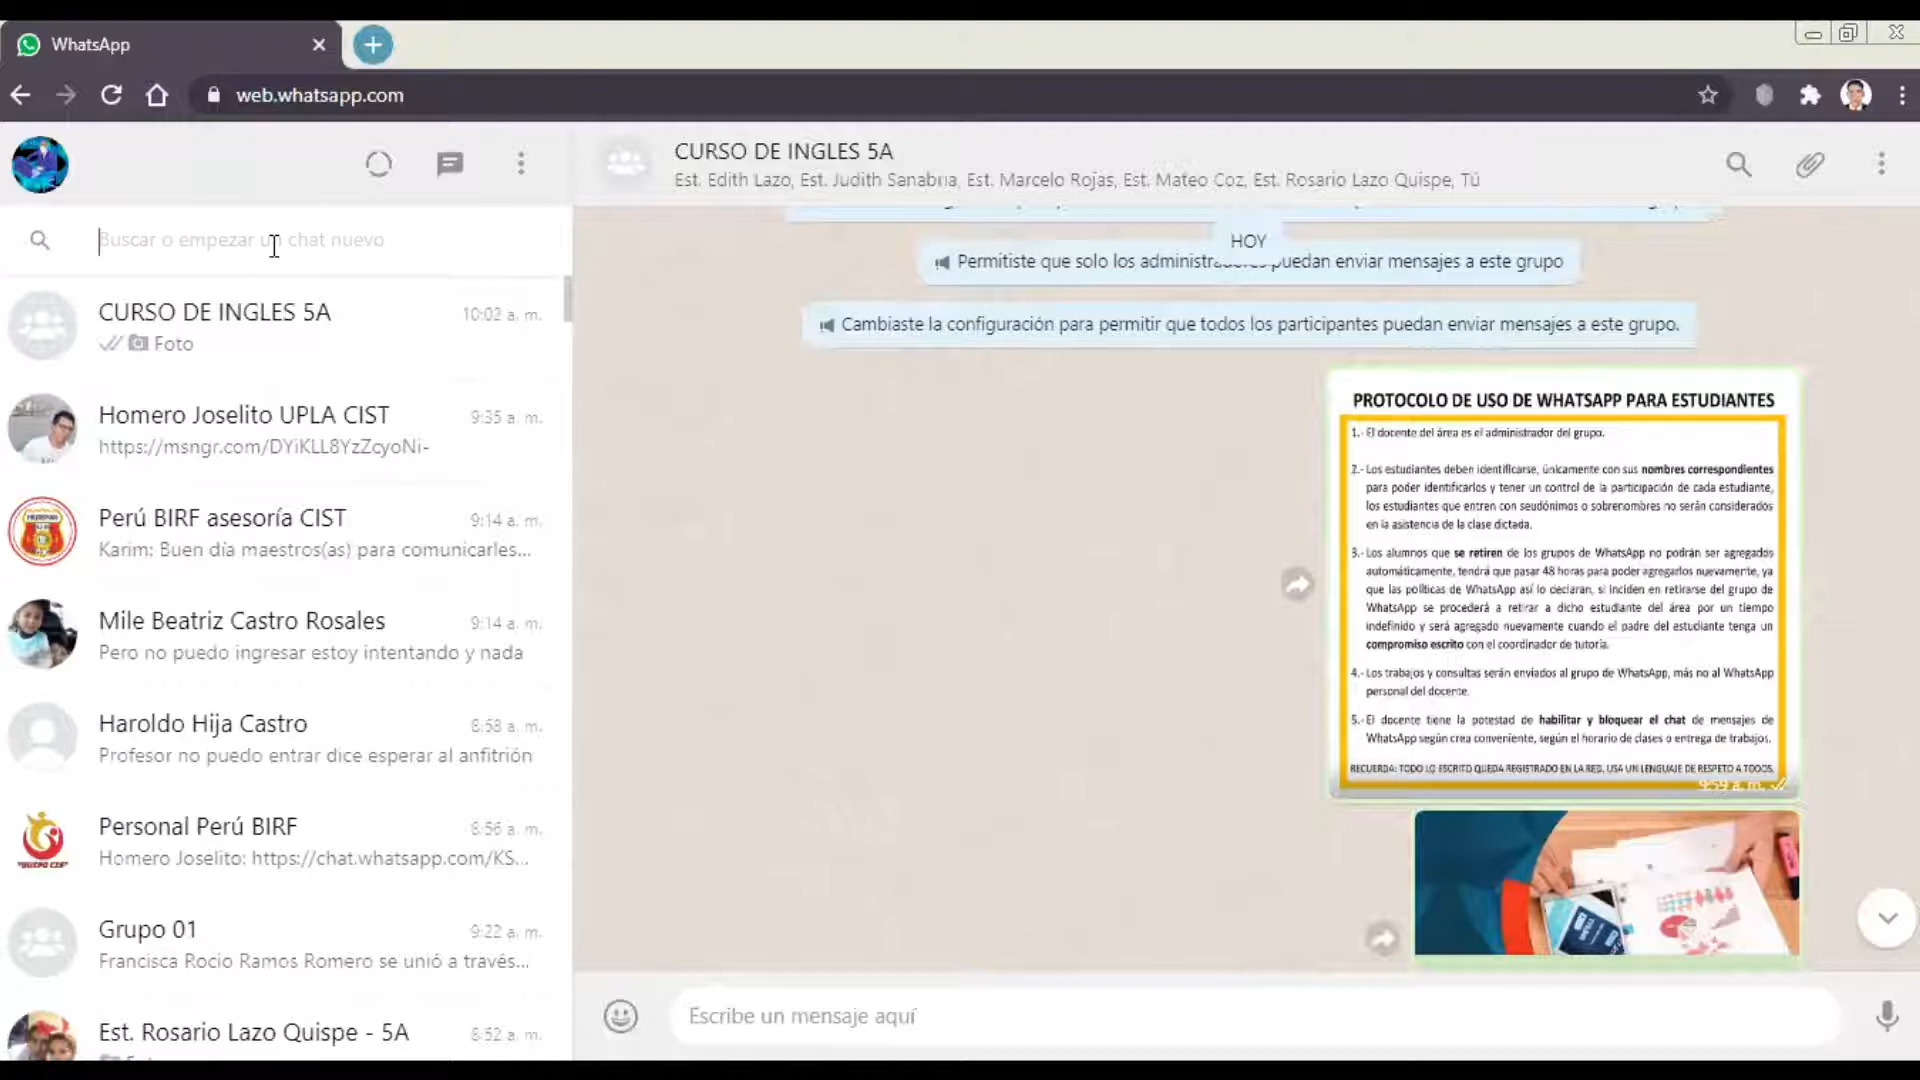 WhatsApp
web.whatsapp.com
Buscar o empezar un chat nuevo
CURSO DE INGLES 5A
10:02 a. m.
Foto
Homero Joselito UPLA CIST
9:35 a. m.
https://msngr.com/DYiKLL8YzZcyoNi-
Perú BIRF asesoría CIST
9:14 a. m.
Karim: Buen día maestros(as) para comunicarles...
Mile Beatriz Castro Rosales
9:14 a. m.
Pero no puedo ingresar estoy intentando y nada
Haroldo Hija Castro
8:58 a. m.
Profesor no puedo entrar dice esperar al anfitrión
Personal Perú BIRF
8:56 a. m.
Homero Joselito: https://chat.whatsapp.com/KS...
Grupo 01
9:22 a. m.
Francisca Rocio Ramos Romero se unió a través...
Est. Rosario Lazo Quispe - 5A
8:52 a. m.
CURSO DE INGLES 5A
Est. Edith Lazo, Est. Judith Sanabria, Est. Marcelo Rojas, Est. Mateo Coz, Est. Rosario Lazo Quispe, Tú
HOY
Permitiste que solo los administradores puedan enviar mensajes a este grupo
Cambiaste la configuración para permitir que todos los participantes puedan enviar mensajes a este grupo.
PROTOCOLO DE USO DE WHATSAPP PARA ESTUDIANTES
1.- El docente del área es el administrador del grupo.
2.- Los estudiantes deben identificarse, únicamente con sus nombres correspondientes
para poder identificarlos y tener un control de la participación de cada estudiante,
los estudiantes que entren con seudónimos o sobrenombres no serán considerados
en la asistencia de la clase dictada.
3.- Los alumnos que se retiren de los grupos de WhatsApp no podrán ser agregados
automáticamente, tendrá que pasar 48 horas para poder agregarlos nuevamente, ya
que las políticas de WhatsApp así lo declaran, si inciden en retirarse del grupo de
WhatsApp se procederá a retirar a dicho estudiante del área por un tiempo
indefinido y será agregado nuevamente cuando el padre del estudiante tenga un
compromiso escrito con el coordinador de tutoría.
4.- Los trabajos y consultas serán enviados al grupo de WhatsApp, más no al WhatsApp
personal del docente.
5.- El docente tiene la potestad de habilitar y bloquear el chat de mensajes de
WhatsApp según crea conveniente, según el horario de clases o entrega de trabajos.
RECUERDA: TODO LO ESCRITO QUEDA REGISTRADO EN LA RED, USA UN LENGUAJE DE RESPETO A TODOS.
9:59 a. m.
Escribe un mensaje aquí